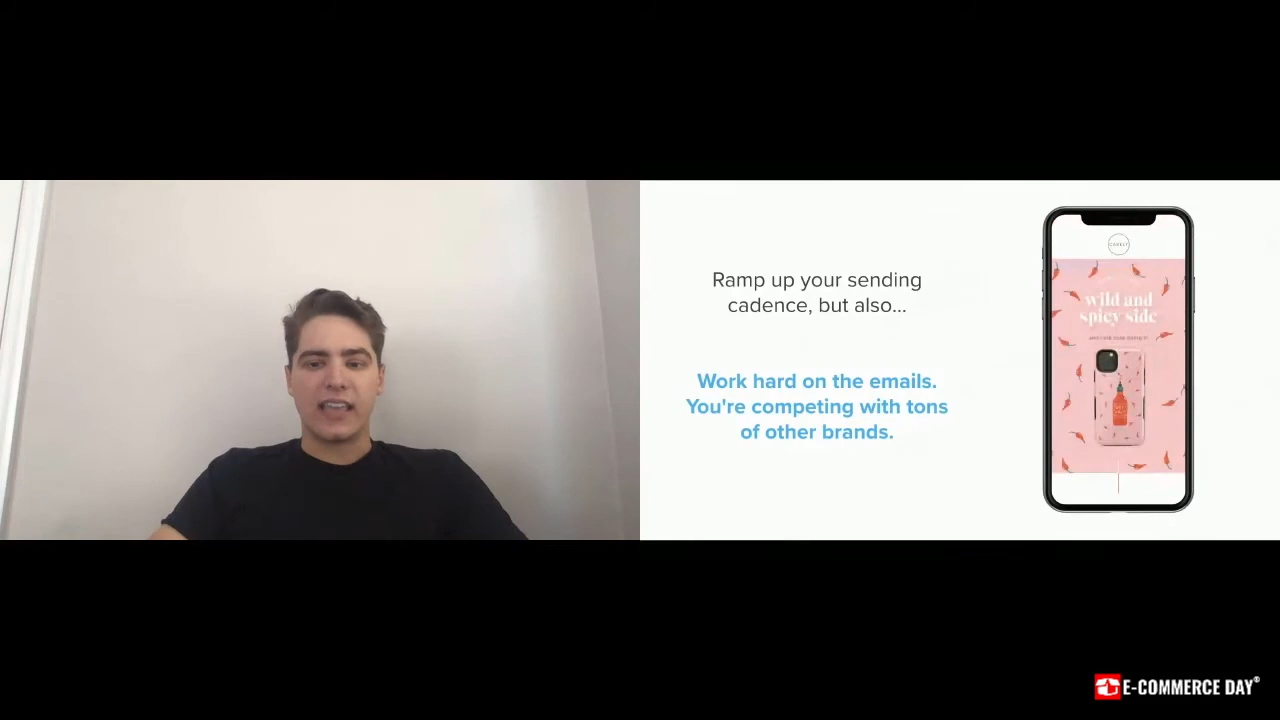 Ramp up your sending
cadence, but also...
Work hard on the emails.
You're competing with tons
of other brands.
wild and
spicy side
E-COMMERCE DAY®